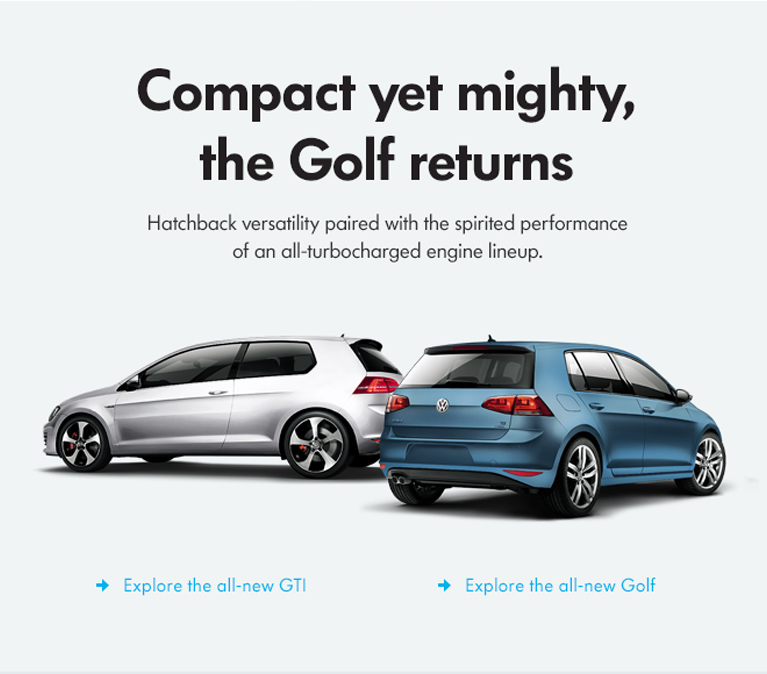 Compact yet mighty,
the Golf returns
Hatchback versatility paired with the spirited performance
of an all-turbocharged engine lineup.
Explore the all-new GTI
Explore the all-new Golf